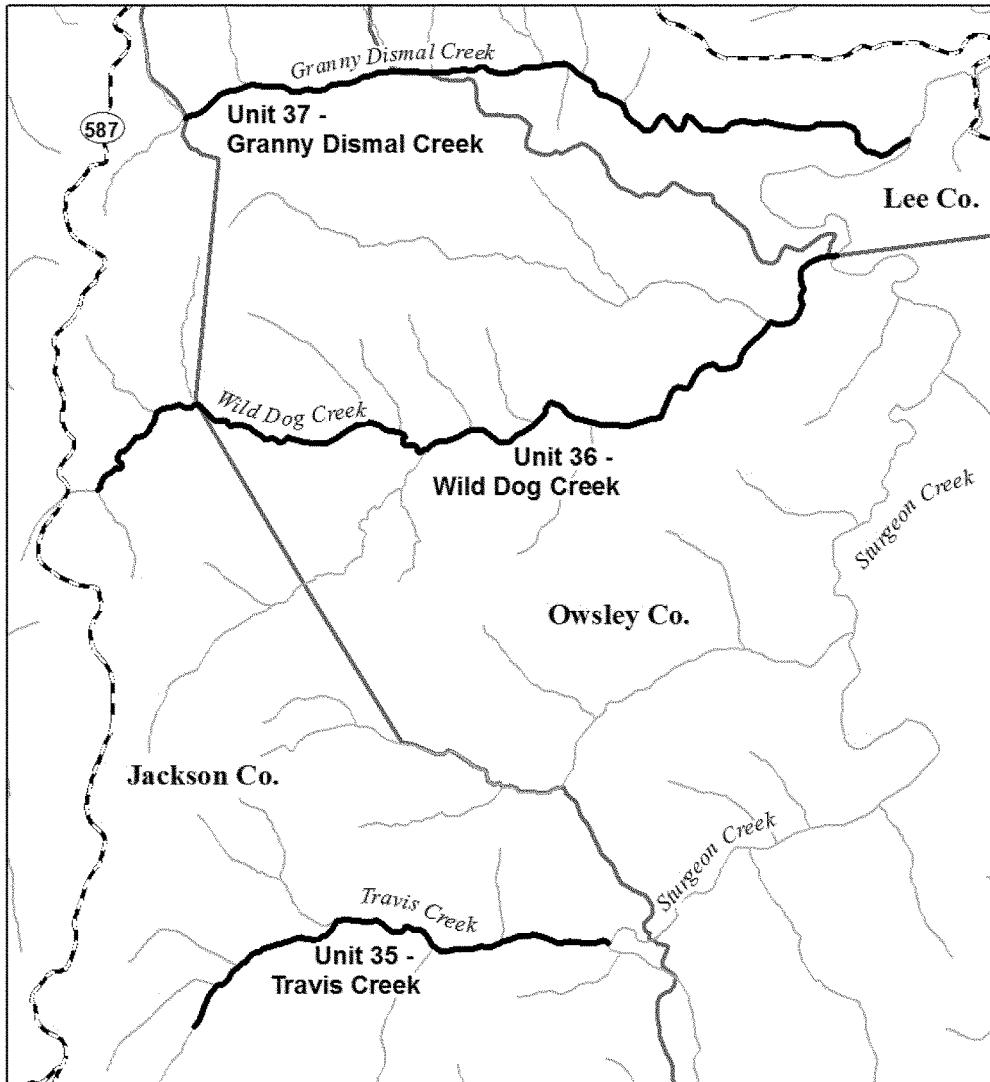 Granny Dismal Creek
587
Unit 37 -
Granny Dismal Creek
Lee Co.
Wild Dog Creek
Unit 36 -
Wild Dog Creek
Sturgeon Creek
Owsley Co.
Jackson Co.
Sturgeon Creek
Travis Creek
Unit 35 -
Travis Creek